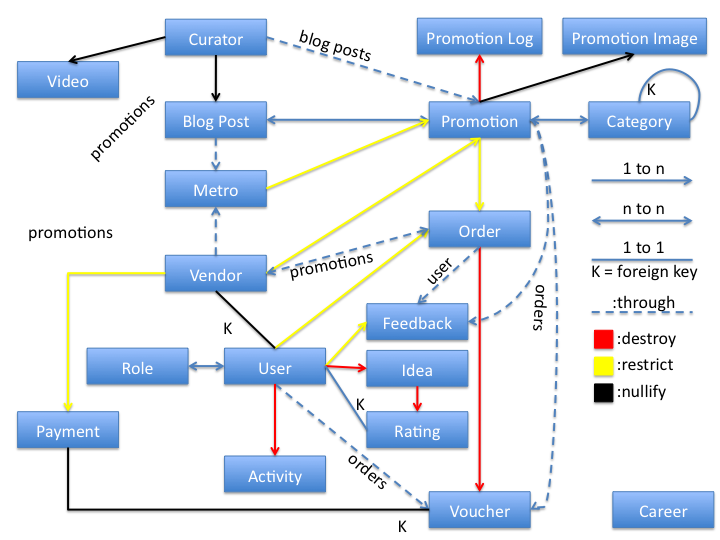 Curator
Promotion Log
Promotion Image
blog posts
Video
K
promotions
Blog Post
Promotion
Category
1 to n
Metro
n to n
promotions
Order
1 to 1
Vendor
promotions
user
K = foreign key
orders
:through
K
Feedback
:destroy
Role
User
Idea
:restrict
:nullify
K
Payment
Rating
Activity
orders
Voucher
Career
K